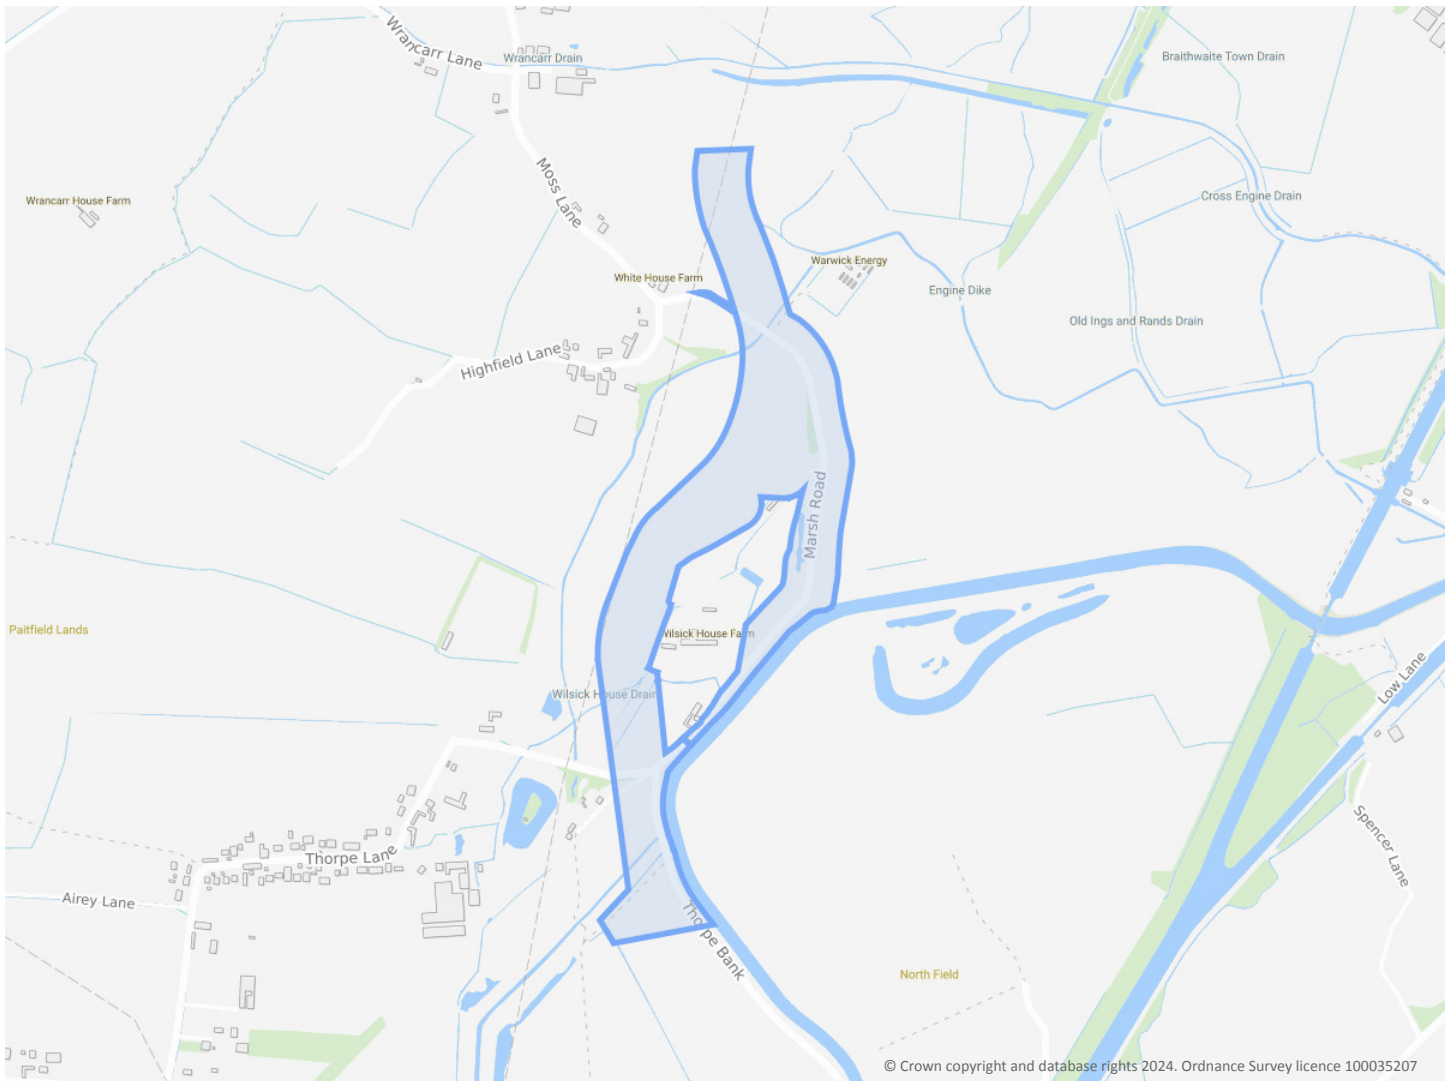 Wrancarr Lane
Wrancarr Drain
Braithwaite Town Drain
Moss Lane
Wrancarr House Farm
Cross Engine Drain
White House Farm
Warwick Energy
Engine Dike
Old Ings and Rands Drain
Highfield Lane
Marsh Road
Paitfield Lands
Wilsick House Farm
Low Lane
Wilsick House Drain
Spencer Lane
Thorpe Lane
Airey Lane
Thorpe Bank
North Field
© Crown copyright and database rights 2024. Ordnance Survey licence 100035207